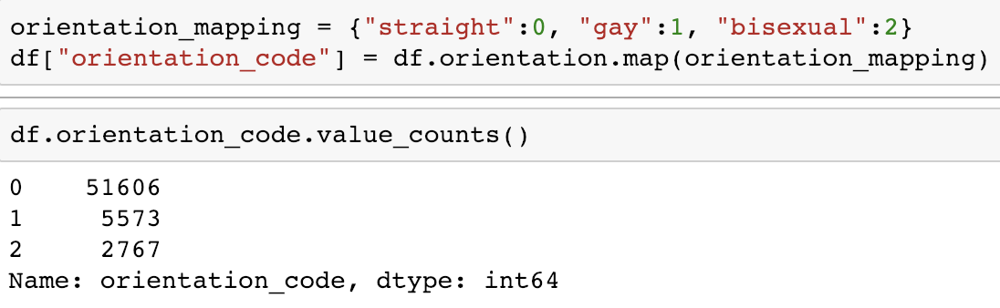 orientation_mapping = {"straight":0, "gay":1, "bisexual":2}
df["orientation_code"] = df.orientation.map(orientation_mapping)
df.orientation_code.value_counts()
0    51606
1     5573
2     2767
Name: orientation_code, dtype: int64